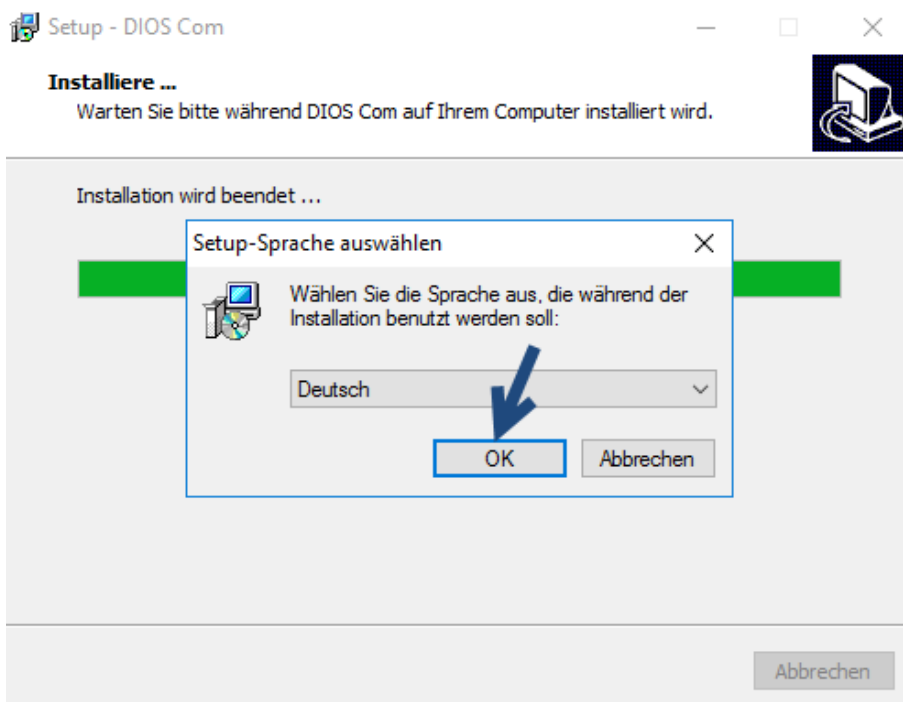 Setup - DIOS Com
Installiere ...
Warten Sie bitte während DIOS Com auf Ihrem Computer installiert wird.
Installation wird beendet ...
Setup-Sprache auswählen
Wählen Sie die Sprache aus, die während der
Installation benutzt werden soll:
Deutsch
OK
Abbrechen
Abbrechen